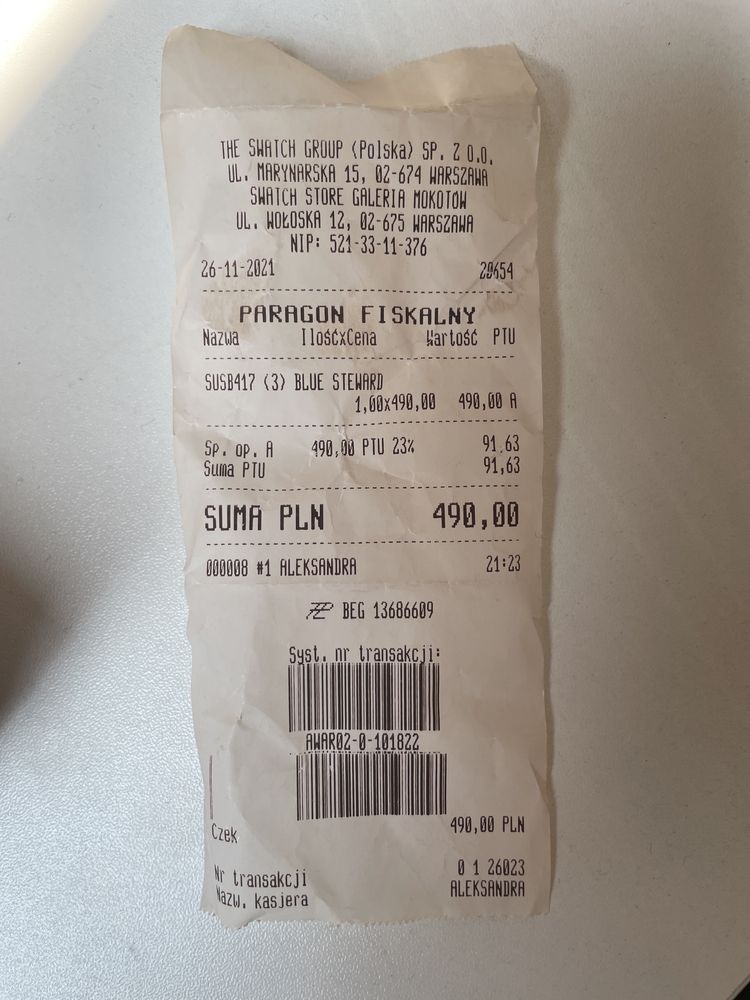 THE SWATCH GROUP (Polska) SP. Z O.O.
UL. MARYNARSKA 15, 02-674 WARSZAWA
SWATCH STORE GALERIA MOKOTÓW
UL. WOŁOSKA 12, 02-675 WARSZAWA
NIP: 521-33-11-376
26-11-2021
PARAGON FISKALNY
Nazwa IlośćxCena Wartość PTU
SUSB417 (3) BLUE STEWARD
1,00x490,00 490,00 A
Sp. op. A 490,00 PTU 23% 91,63
Suma PTU 91,63
SUMA PLN 490,00
000008 #1 ALEKSANDRA 21:23
BEG 13686609
Syst. nr transakcji:
AWAR02-0-101822
Czek 490,00 PLN
Nr transakcji 0 1 26023
Nazw. kasjera ALEKSANDRA